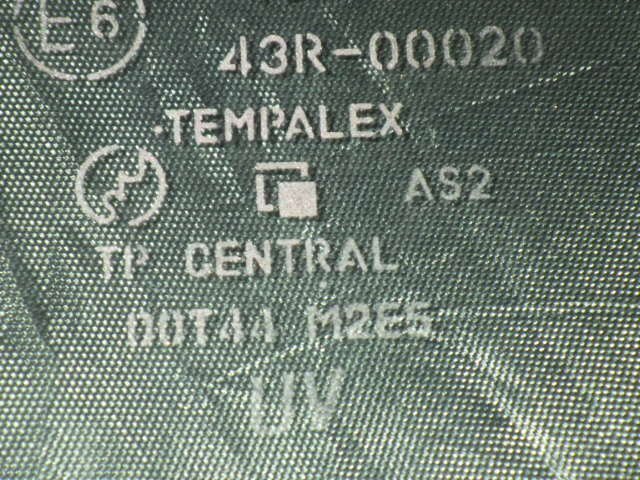 E6
43R-00020
TEMPALEX
AS2
TP CENTRAL
00T44 M2E5
UV